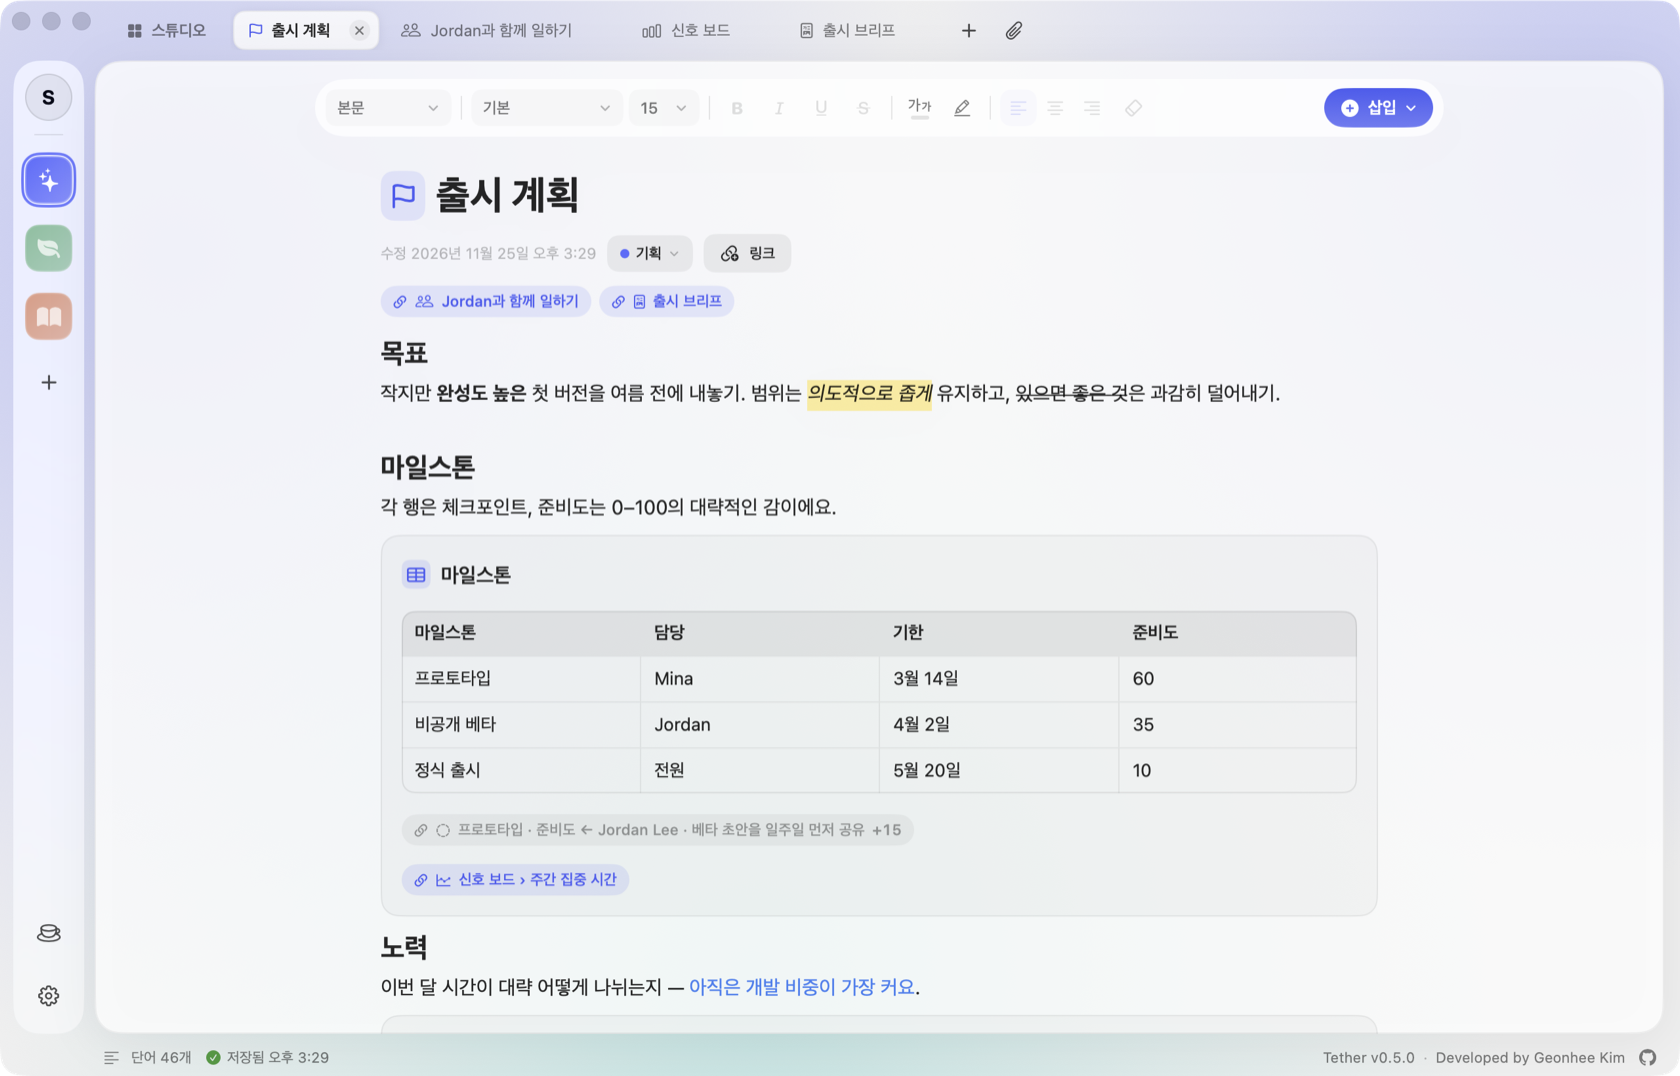 스튜디오
출시 계획
Jordan과 함께 일하기
신호 보드
출시 브리프
S
본문
기본
15
B I U S 가가
삽입
출시 계획
수정 2026년 11월 25일 오후 3:29
기획
링크
Jordan과 함께 일하기
출시 브리프
목표
작지만 완성도 높은 첫 버전을 여름 전에 내놓기. 범위는 의도적으로 좁게 유지하고, 있으면 좋은 것은 과감히 덜어내기.
마일스톤
각 행은 체크포인트, 준비도는 0–100의 대략적인 감이에요.
마일스톤
마일스톤 담당 기한 준비도
프로토타입 Mina 3월 14일 60
비공개 베타 Jordan 4월 2일 35
정식 출시 전원 5월 20일 10
프로토타입 · 준비도 ← Jordan Lee · 베타 초안을 일주일 먼저 공유 +15
신호 보드 › 주간 집중 시간
노력
이번 달 시간이 대략 어떻게 나뉘는지 — 아직은 개발 비중이 가장 커요.
단어 46개
저장됨 오후 3:29
Tether v0.5.0 · Developed by Geonhee Kim